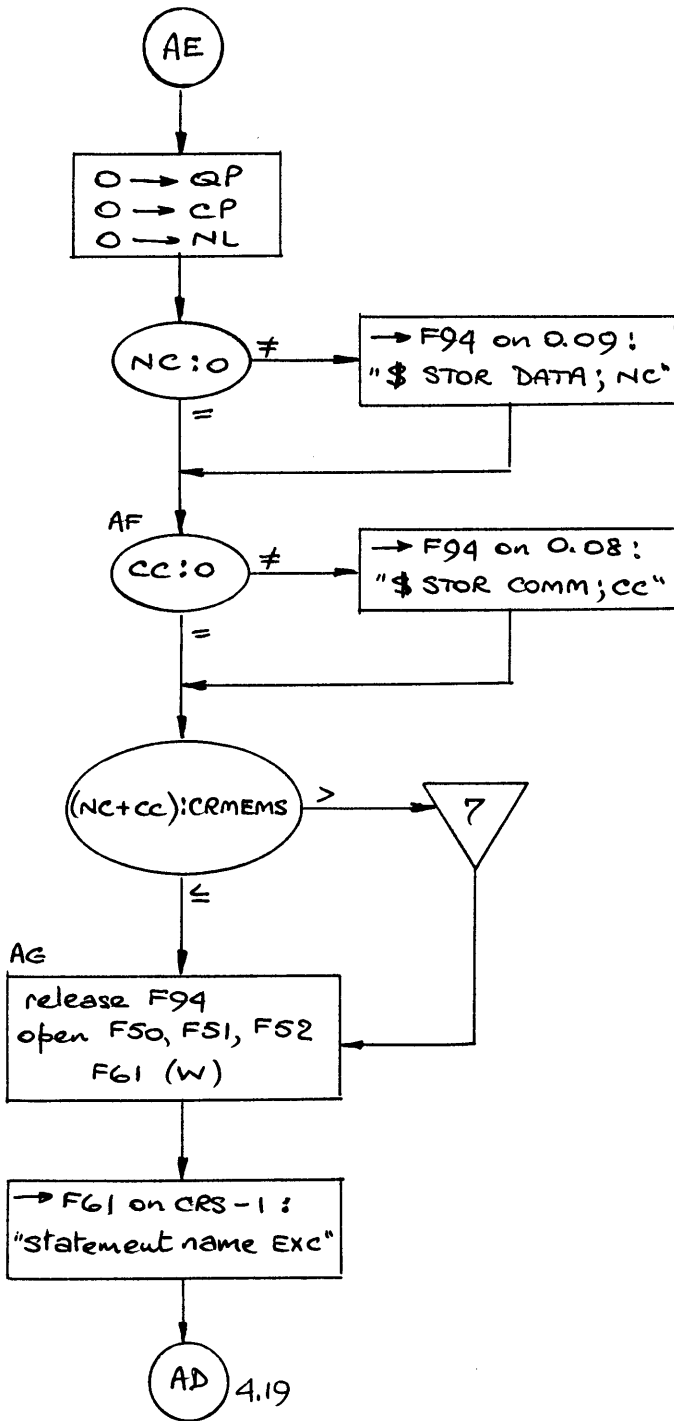 AE
0 → QP
0 → CP
0 → NL
NC:0
≠
→ F94 on 0.09:
"$ STOR DATA; NC"
=
AF
CC:0
≠
→ F94 on 0.08:
"$ STOR COMM; CC"
=
(NC+CC):CRMEMS
>
7
≤
AG
release F94
open F50, F51, F52
F61 (W)
→ F61 on CRS-1:
"statement name EXC"
AD
4.19